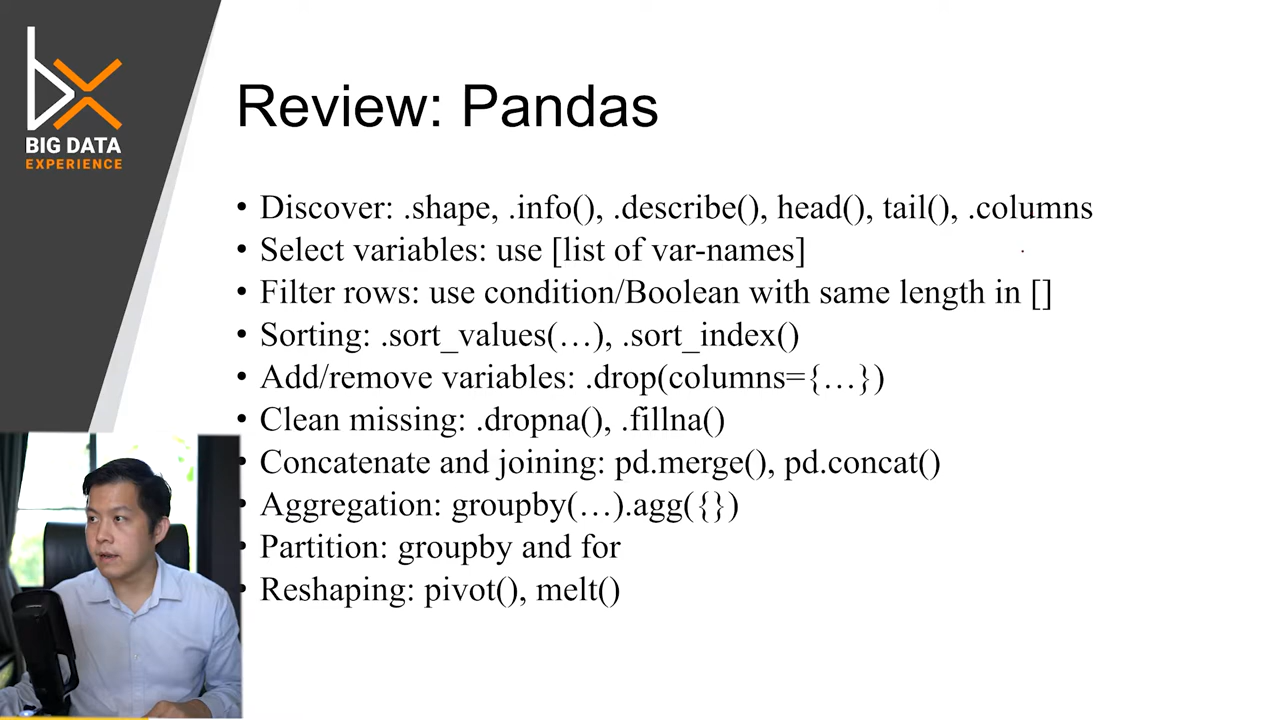 BIG DATA
EXPERIENCE
Review: Pandas
• Discover: .shape, .info(), .describe(), head(), tail(), .columns
• Select variables: use [list of var-names]
• Filter rows: use condition/Boolean with same length in []
• Sorting: .sort_values(…), .sort_index()
• Add/remove variables: .drop(columns={…})
• Clean missing: .dropna(), .fillna()
• Concatenate and joining: pd.merge(), pd.concat()
• Aggregation: groupby(…).agg({})
• Partition: groupby and for
• Reshaping: pivot(), melt()